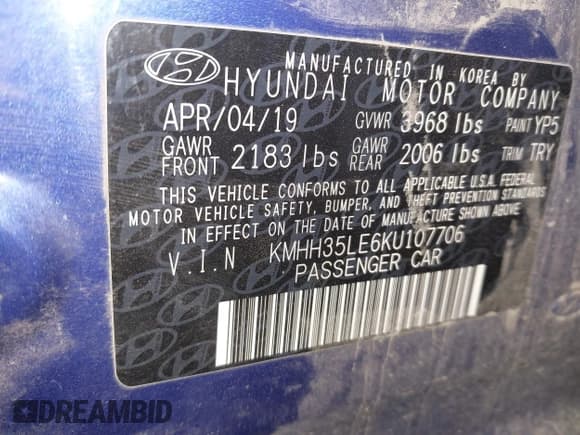 MANUFACTURED IN KOREA BY
HYUNDAI MOTOR COMPANY
APR/04/19 GVWR 3968 lbs PAINT YP5
GAWR FRONT 2183 lbs GAWR REAR 2006 lbs TRIM TRY
THIS VEHICLE CONFORMS TO ALL APPLICABLE U.S.A. FEDERAL
MOTOR VEHICLE SAFETY, BUMPER, AND THEFT PREVENTION STANDARDS
IN EFFECT ON THE DATE OF MANUFACTURE SHOWN ABOVE.
V.I.N KMHH35LE6KU107706
PASSENGER CAR
DREAMBID